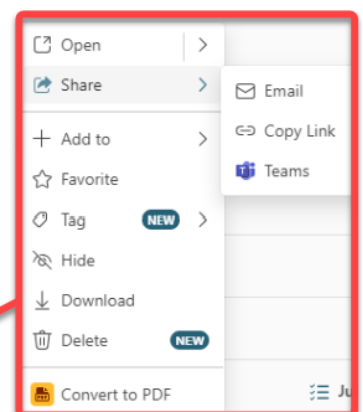 Open
Share
Email
Copy Link
Teams
Add to
Favorite
Tag NEW
Hide
Download
Delete NEW
Convert to PDF